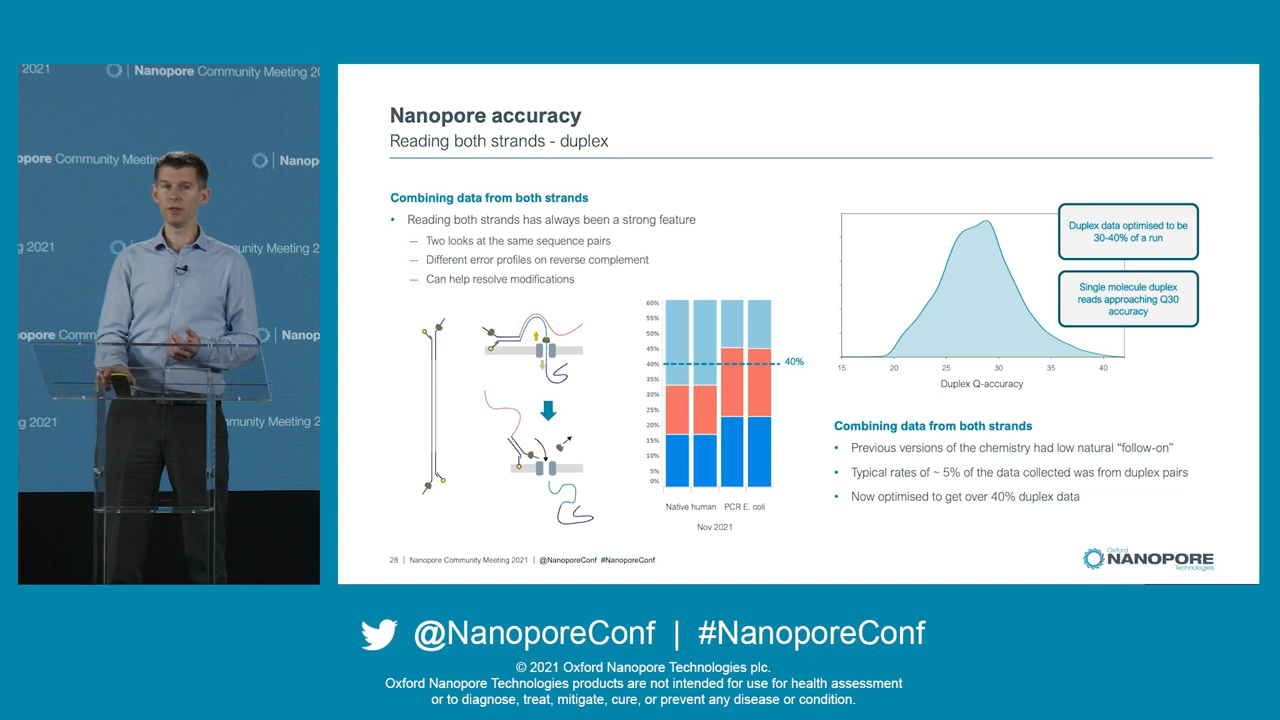 2021
Nanopore Community Meeting 20
opore Community Meetin
Nanop
g 2021
Community Meeting 2
opore Comm
Nanop
ng 2021
mmunity Meeting 2
Nanopore accuracy
Reading both strands - duplex
Combining data from both strands
• Reading both strands has always been a strong feature
— Two looks at the same sequence pairs
— Different error profiles on reverse complement
— Can help resolve modifications
60%
55%
50%
45%
40%
35%
30%
25%
20%
15%
10%
5%
0%
40%
Native human PCR E. coli
Nov 2021
Duplex data optimised to be
30-40% of a run
Single molecule duplex
reads approaching Q30
accuracy
15 20 25 30 35 40
Duplex Q-accuracy
Combining data from both strands
• Previous versions of the chemistry had low natural “follow-on”
• Typical rates of ~ 5% of the data collected was from duplex pairs
• Now optimised to get over 40% duplex data
28 | Nanopore Community Meeting 2021 | @NanoporeConf #NanoporeConf
Oxford
NANOPORE
Technologies
@NanoporeConf | #NanoporeConf
© 2021 Oxford Nanopore Technologies plc.
Oxford Nanopore Technologies products are not intended for use for health assessment
or to diagnose, treat, mitigate, cure, or prevent any disease or condition.